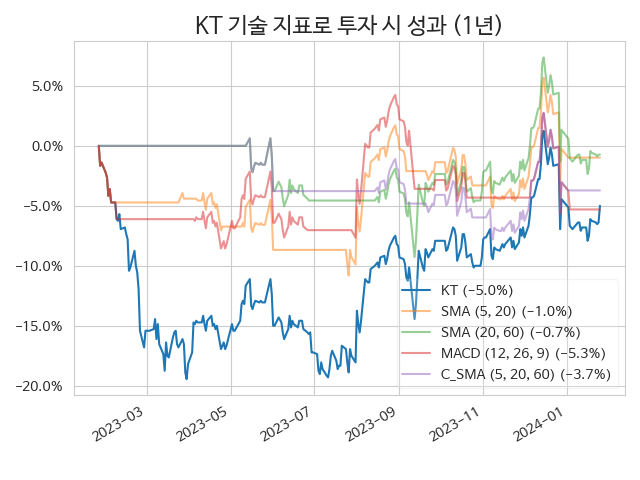 KT 기술 지표로 투자 시 성과 (1년)
5.0%
0.0%
−5.0%
−10.0%
−15.0%
−20.0%
KT (−5.0%)
SMA (5, 20) (−1.0%)
SMA (20, 60) (−0.7%)
MACD (12, 26, 9) (−5.3%)
C_SMA (5, 20, 60) (−3.7%)
2023-03
2023-05
2023-07
2023-09
2023-11
2024-01